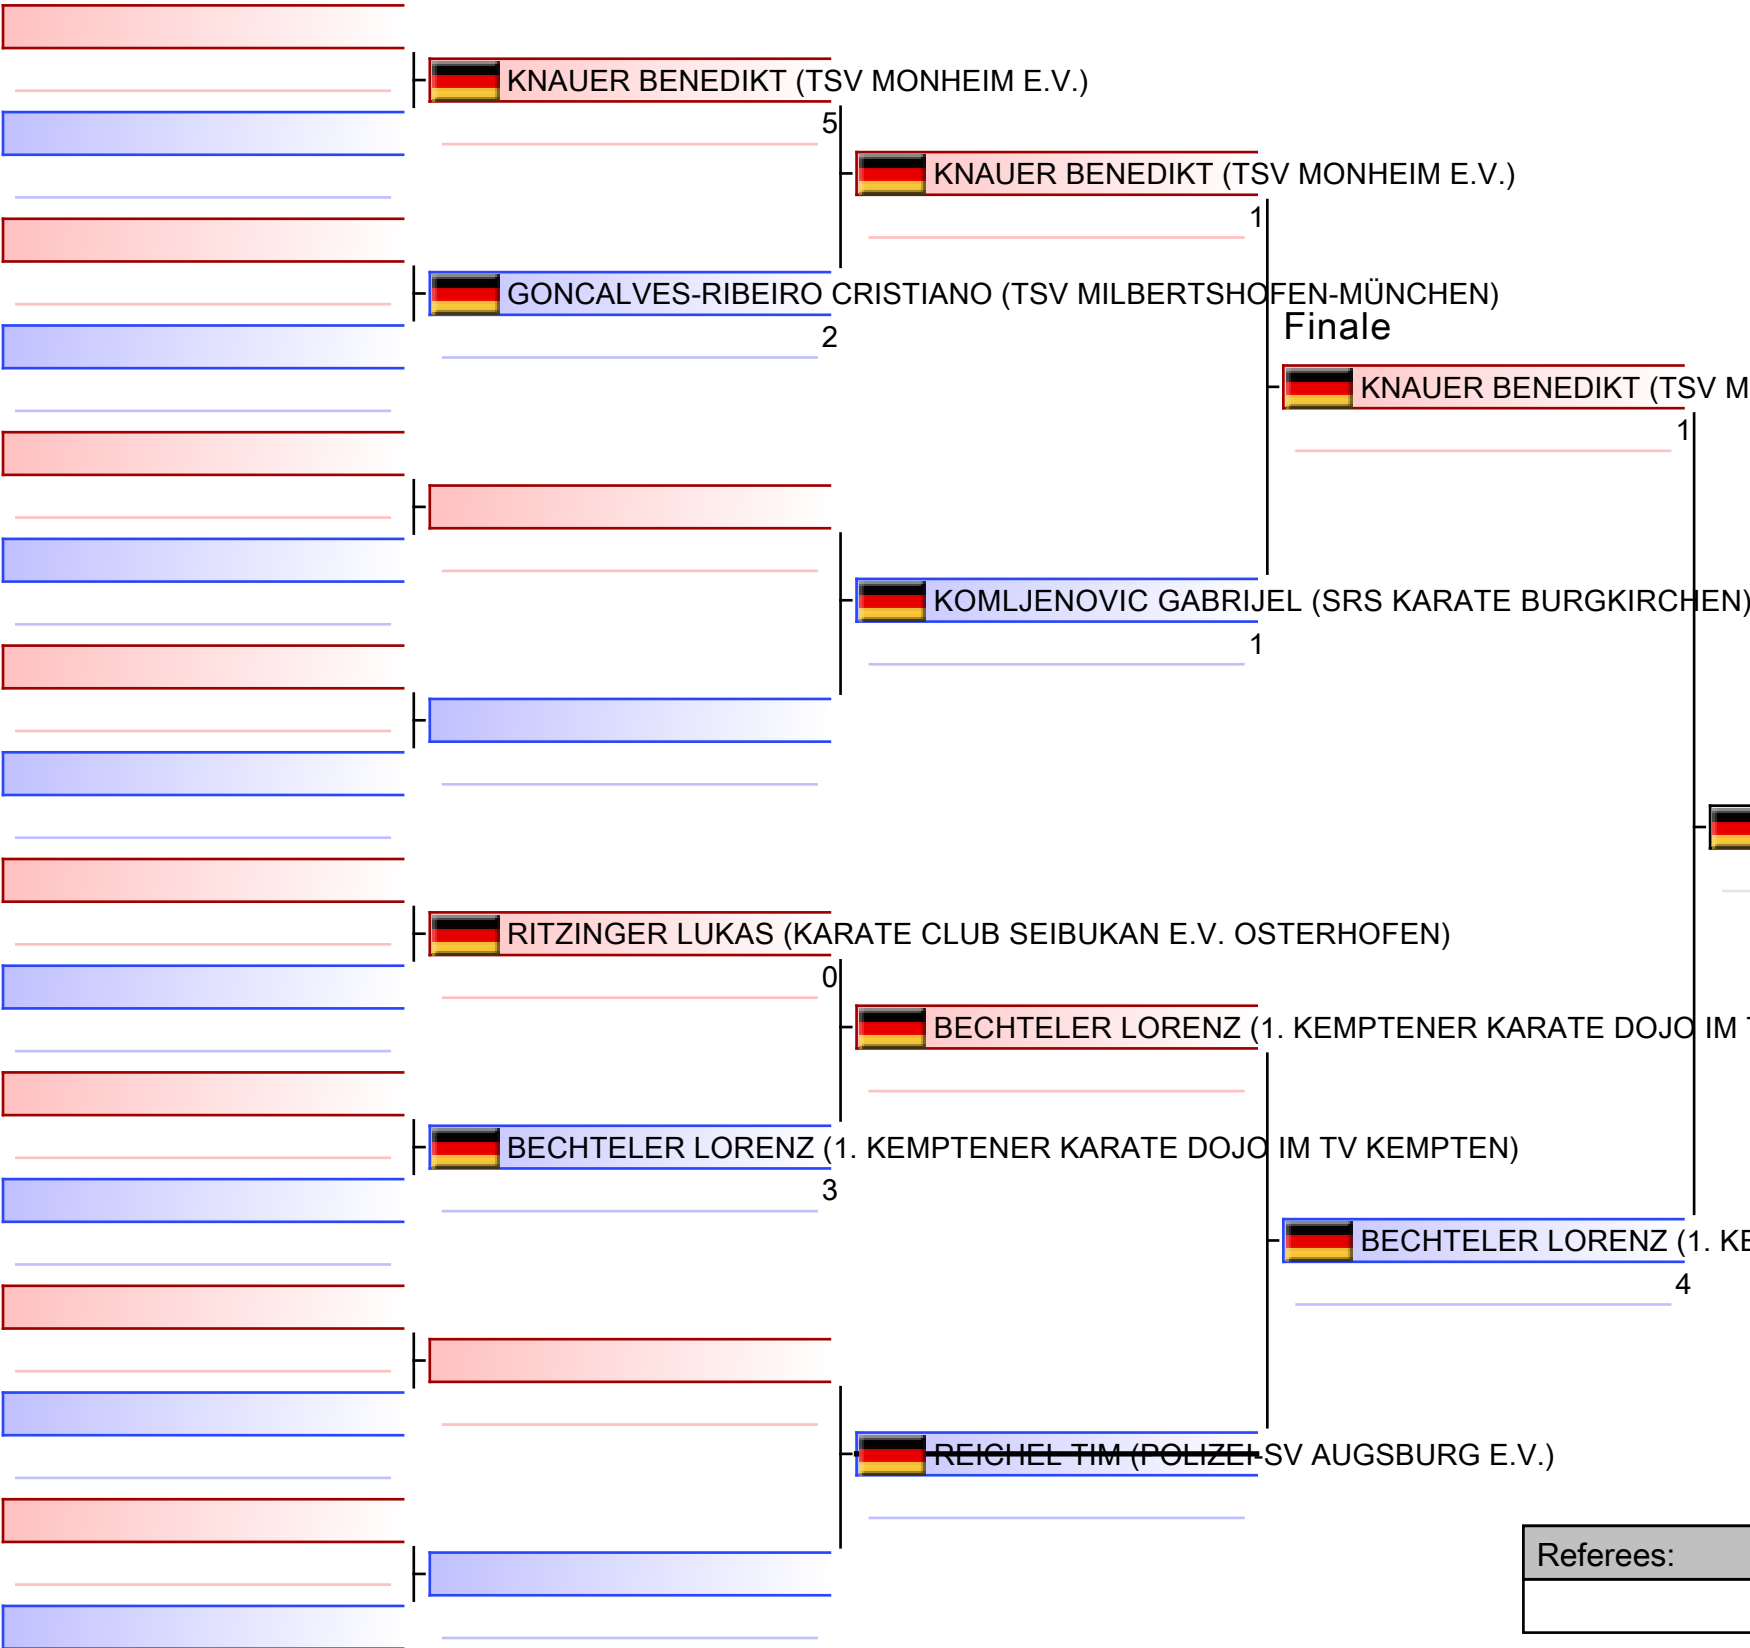 KNAUER BENEDIKT (TSV MONHEIM E.V.)
5
KNAUER BENEDIKT (TSV MONHEIM E.V.)
1
GONCALVES-RIBEIRO CRISTIANO (TSV MILBERTSHOFEN-MÜNCHEN)
2
Finale
KNAUER BENEDIKT (TSV M
1
KOMLJENOVIC GABRIJEL (SRS KARATE BURGKIRCHEN)
1
RITZINGER LUKAS (KARATE CLUB SEIBUKAN E.V. OSTERHOFEN)
0
BECHTELER LORENZ (1. KEMPTENER KARATE DOJO IM T
BECHTELER LORENZ (1. KEMPTENER KARATE DOJO IM TV KEMPTEN)
3
BECHTELER LORENZ (1. KE
4
REICHEL TIM (POLIZEI-SV AUGSBURG E.V.)
Referees: